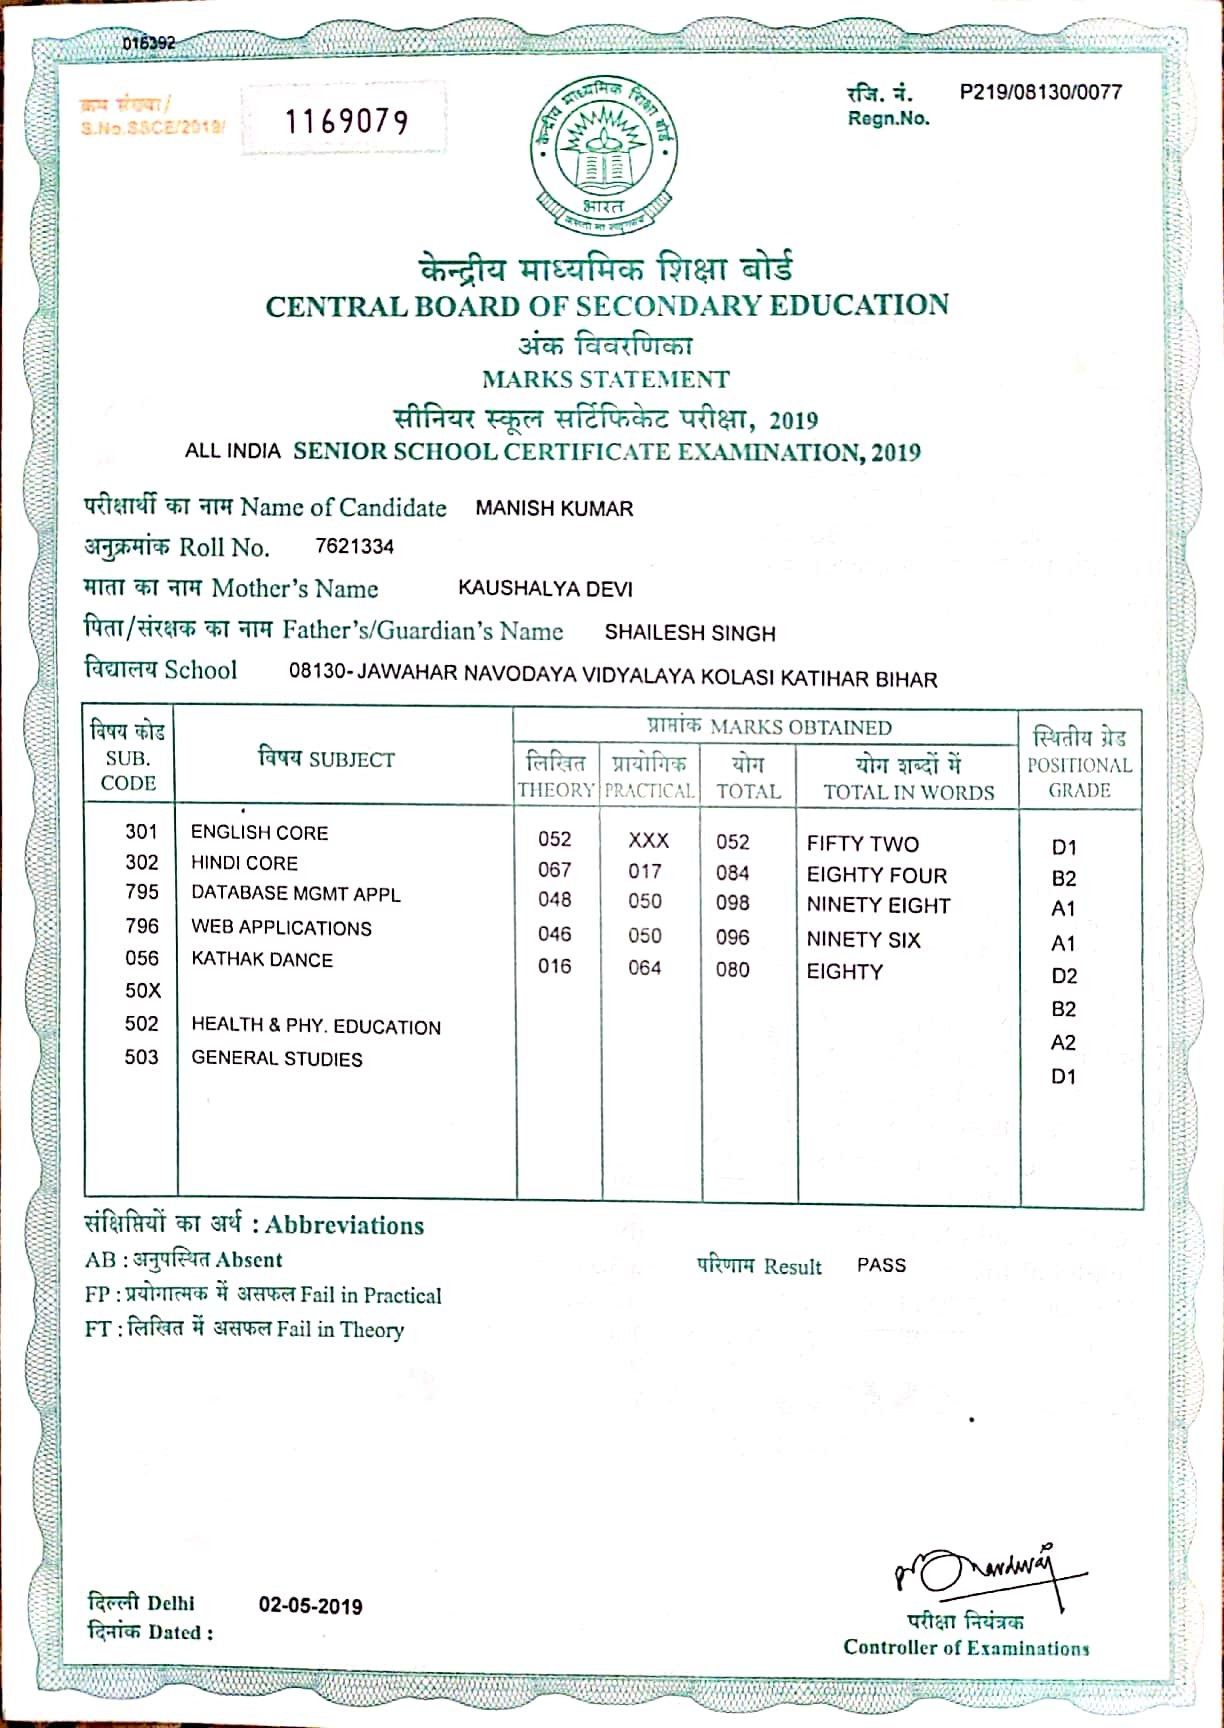 016392
क्रम संख्या/
S.No.SSCE/2019/
1169079
रजि. नं.
Regn.No.
P219/08130/0077
केन्द्रीय माध्यमिक शिक्षा बोर्ड
भारत
असतो मा सद्गमय
केन्द्रीय माध्यमिक शिक्षा बोर्ड
CENTRAL BOARD OF SECONDARY EDUCATION
अंक विवरणिका
MARKS STATEMENT
सीनियर स्कूल सर्टिफिकेट परीक्षा, 2019
ALL INDIA SENIOR SCHOOL CERTIFICATE EXAMINATION, 2019
परीक्षार्थी का नाम Name of Candidate MANISH KUMAR
अनुक्रमांक Roll No. 7621334
माता का नाम Mother's Name KAUSHALYA DEVI
पिता/संरक्षक का नाम Father's/Guardian's Name SHAILESH SINGH
विद्यालय School 08130-JAWAHAR NAVODAYA VIDYALAYA KOLASI KATIHAR BIHAR
विषय कोड
SUB.
CODE
विषय SUBJECT
प्राप्तांक MARKS OBTAINED
लिखित
THEORY
प्रायोगिक
PRACTICAL
योग
TOTAL
योग शब्दों में
TOTAL IN WORDS
स्थितीय ग्रेड
POSITIONAL
GRADE
301 ENGLISH CORE 052 XXX 052 FIFTY TWO D1
302 HINDI CORE 067 017 084 EIGHTY FOUR B2
795 DATABASE MGMT APPL 048 050 098 NINETY EIGHT A1
796 WEB APPLICATIONS 046 050 096 NINETY SIX A1
056 KATHAK DANCE 016 064 080 EIGHTY D2
50X B2
502 HEALTH & PHY. EDUCATION A2
503 GENERAL STUDIES D1
संक्षिप्तियों का अर्थ : Abbreviations
AB : अनुपस्थित Absent
परिणाम Result PASS
FP : प्रयोगात्मक में असफल Fail in Practical
FT : लिखित में असफल Fail in Theory
दिल्ली Delhi
दिनांक Dated :
02-05-2019
परीक्षा नियंत्रक
Controller of Examinations